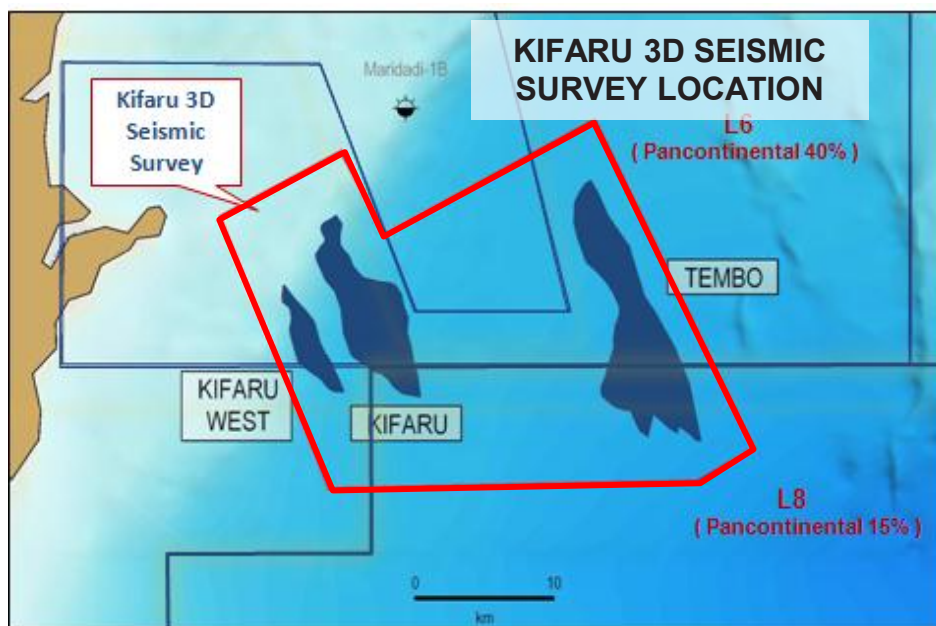 KIFARU 3D SEISMIC
SURVEY LOCATION
Maridadi-1B
Kifaru 3D
Seismic
Survey
L6
( Pancontinental 40% )
TEMBO
KIFARU
WEST
KIFARU
L8
( Pancontinental 15% )
0 10
km